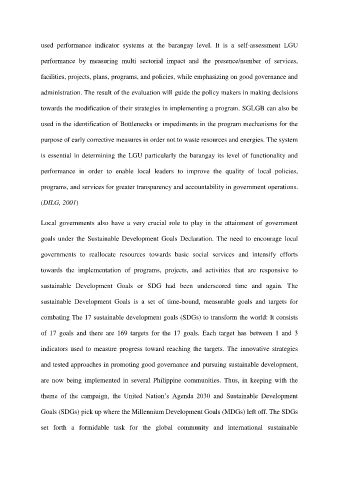 used performance indicator systems at the barangay level. It is a self-assessment LGU
performance by measuring multi sectorial impact and the presence/number of services,
facilities, projects, plans, programs, and policies, while emphasizing on good governance and
administration. The result of the evaluation will guide the policy makers in making decisions
towards the modification of their strategies in implementing a program. SGLGB can also be
used in the identification of Bottlenecks or impediments in the program mechanisms for the
purpose of early corrective measures in order not to waste resources and energies. The system
is essential in determining the LGU particularly the barangay its level of functionality and
performance in order to enable local leaders to improve the quality of local policies,
programs, and services for greater transparency and accountability in government operations.
(DILG, 2001)
Local governments also have a very crucial role to play in the attainment of government
goals under the Sustainable Development Goals Declaration. The need to encourage local
governments to reallocate resources towards basic social services and intensify efforts
towards the implementation of programs, projects, and activities that are responsive to
sustainable Development Goals or SDG had been underscored time and again. The
sustainable Development Goals is a set of time-bound, measurable goals and targets for
combating The 17 sustainable development goals (SDGs) to transform the world: It consists
of 17 goals and there are 169 targets for the 17 goals. Each target has between 1 and 3
indicators used to measure progress toward reaching the targets. The innovative strategies
and tested approaches in promoting good governance and pursuing sustainable development,
are now being implemented in several Philippine communities. Thus, in keeping with the
theme of the campaign, the United Nation's Agenda 2030 and Sustainable Development
Goals (SDGs) pick up where the Millennium Development Goals (MDGs) left off. The SDGs
set forth a formidable task for the global community and international sustainable